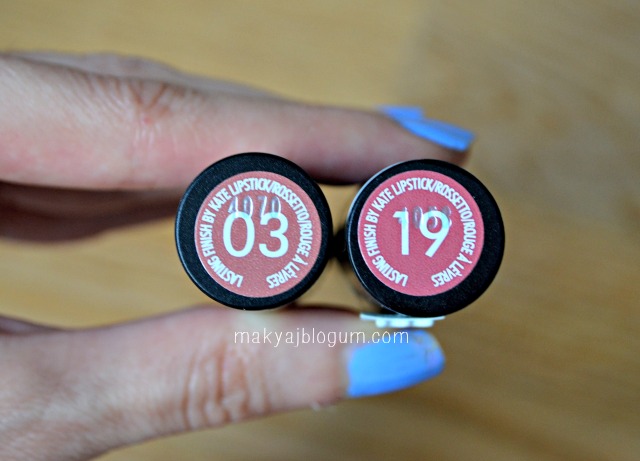 LASTING FINISH BY KATE LIPSTICK/ROSSETTO/ROUGE À LÈVRES
03
LASTING FINISH BY KATE LIPSTICK/ROSSETTO/ROUGE À LÈVRES
19
makyajblogum.com